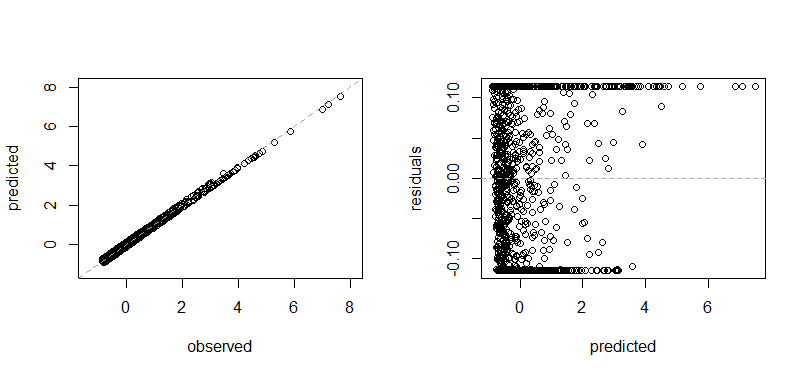 8
6
4
2
0
predicted
0 2 4 6 8
observed
0.10
0.00
-0.10
residuals
0 2 4 6
predicted